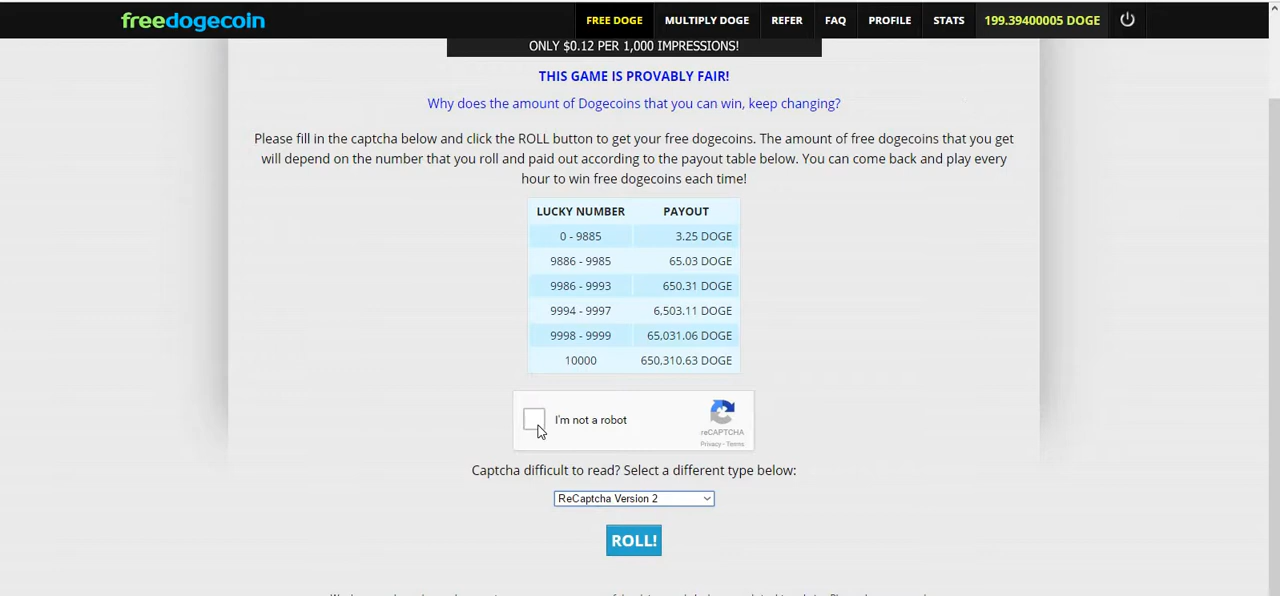 freedogecoin
FREE DOGE MULTIPLY DOGE REFER FAQ PROFILE STATS 199.39400005 DOGE
ONLY $0.12 PER 1,000 IMPRESSIONS!
THIS GAME IS PROVABLY FAIR!
Why does the amount of Dogecoins that you can win, keep changing?
Please fill in the captcha below and click the ROLL button to get your free dogecoins. The amount of free dogecoins that you get
will depend on the number that you roll and paid out according to the payout table below. You can come back and play every
hour to win free dogecoins each time!
LUCKY NUMBER PAYOUT
0 - 9885 3.25 DOGE
9886 - 9985 65.03 DOGE
9986 - 9993 650.31 DOGE
9994 - 9997 6,503.11 DOGE
9998 - 9999 65,031.06 DOGE
10000 650,310.63 DOGE
I'm not a robot
reCAPTCHA
Privacy - Terms
Captcha difficult to read? Select a different type below:
ReCaptcha Version 2
ROLL!